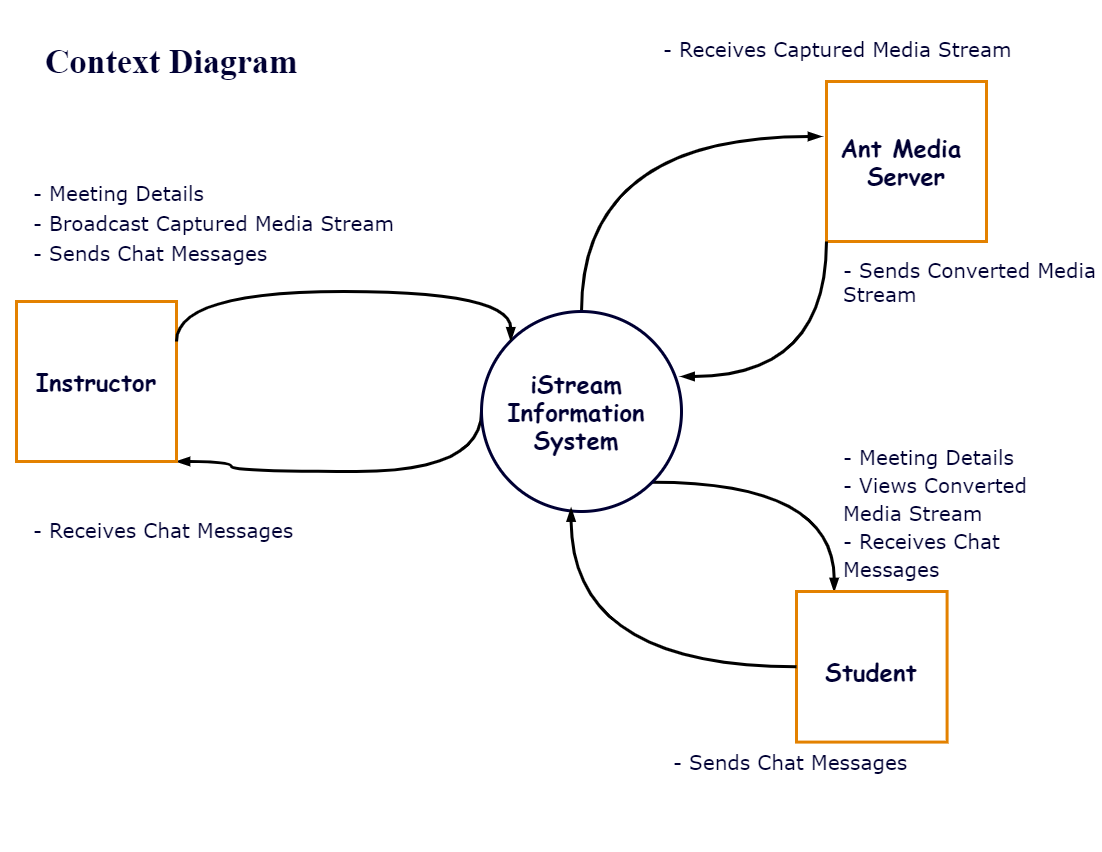 Context Diagram
- Receives Captured Media Stream
Ant Media
Server
- Meeting Details
- Broadcast Captured Media Stream
- Sends Chat Messages
- Sends Converted Media
Stream
Instructor
iStream
Information
System
- Meeting Details
- Views Converted
Media Stream
- Receives Chat
Messages
- Receives Chat Messages
Student
- Sends Chat Messages